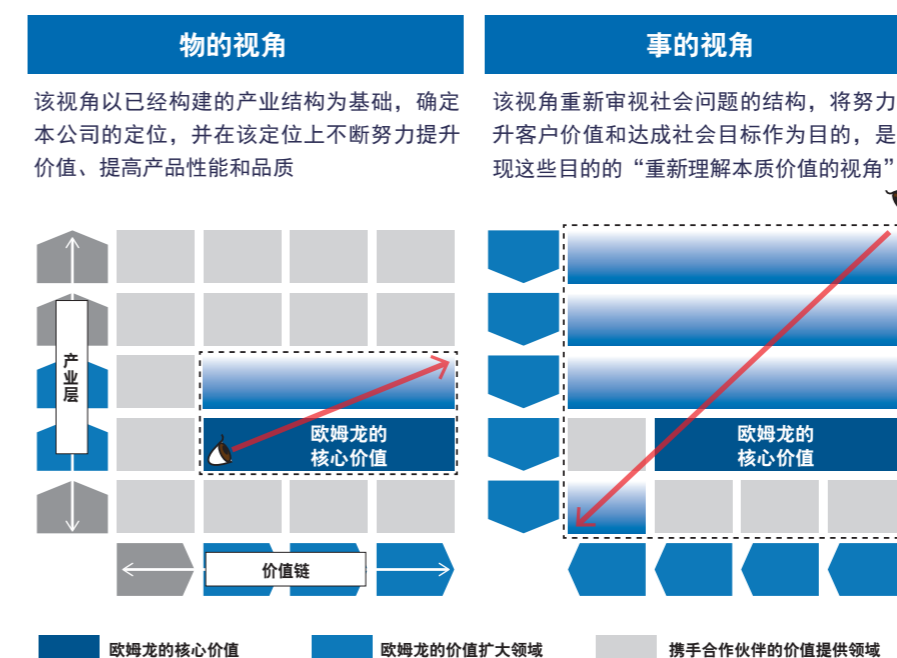 物的视角
该视角以已经构建的产业结构为基础，确定
本公司的定位，并在该定位上不断努力提升
价值、提高产品性能和品质
事的视角
该视角重新审视社会问题的结构，将努力
升客户价值和达成社会目标作为目的，是
现这些目的的“重新理解本质价值的视角”
产业层
欧姆龙的
核心价值
价值链
欧姆龙的
核心价值
欧姆龙的核心价值
欧姆龙的价值扩大领域
携手合作伙伴的价值提供领域